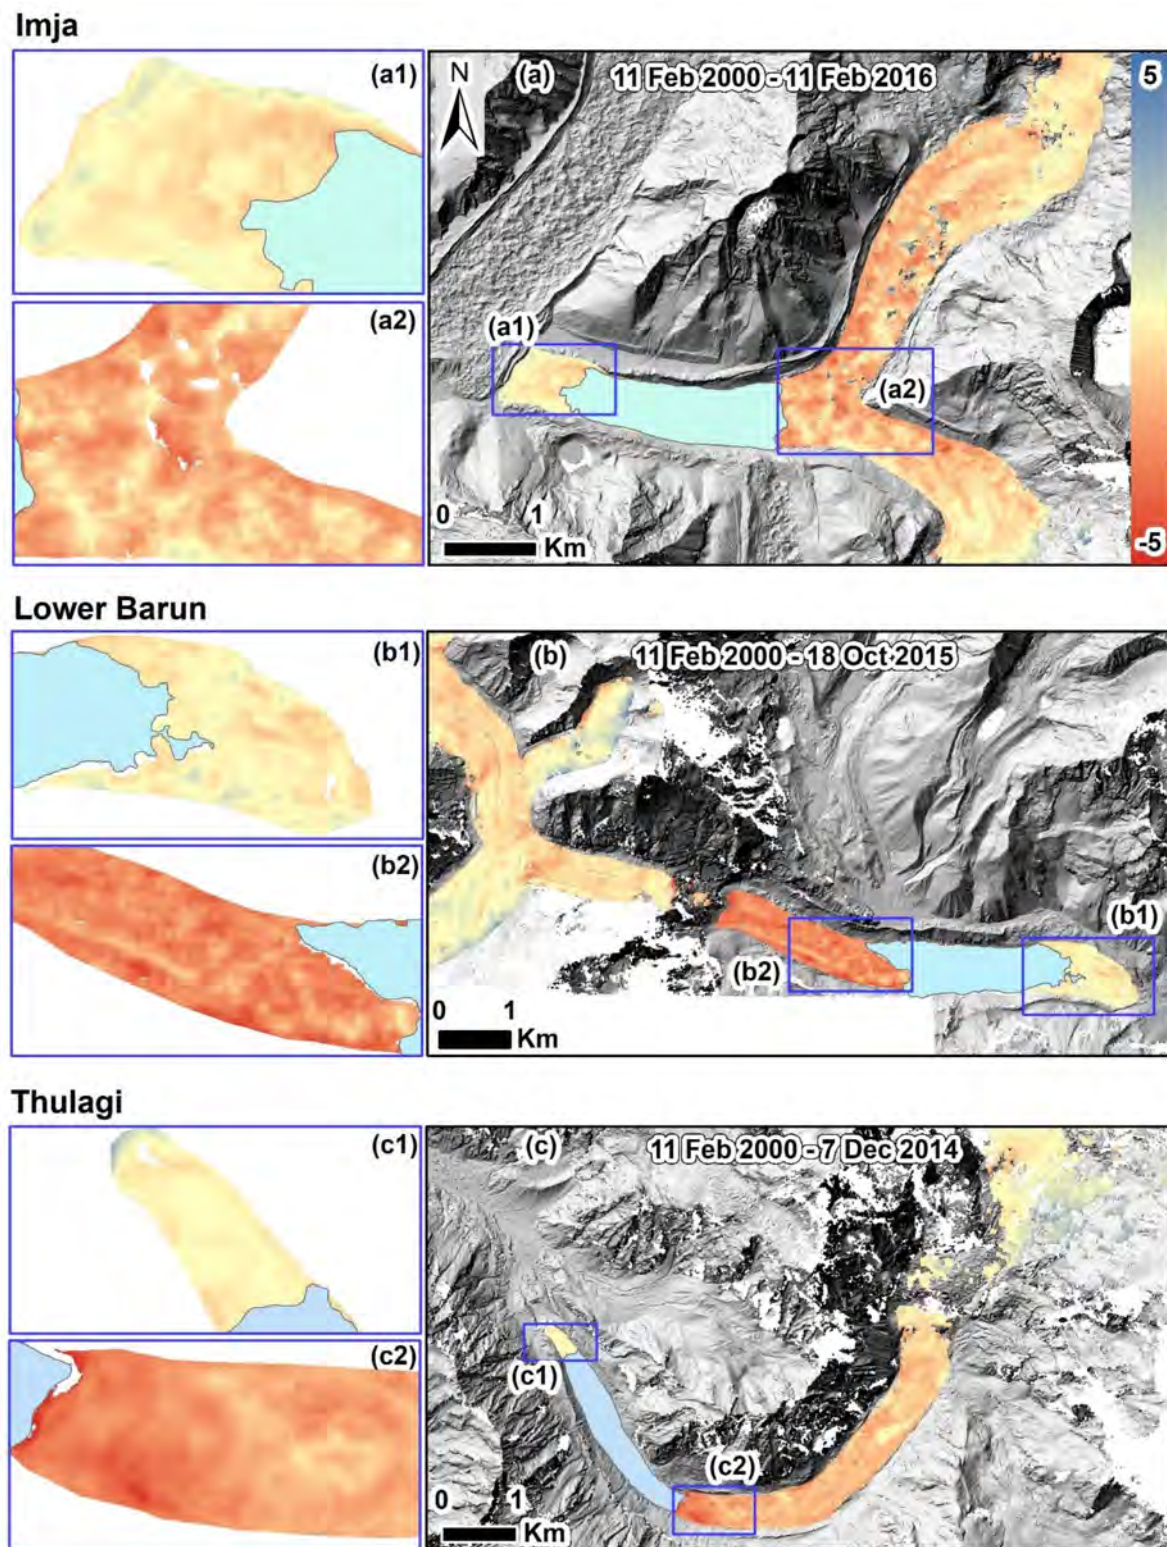 Imja
(a1)
(a2)
N
(a)
11 Feb 2000 - 11 Feb 2016
(a1)
(a2)
0 1
Km
5
-5
Lower Barun
(b1)
(b2)
(b)
11 Feb 2000 - 18 Oct 2015
(b1)
(b2)
0 1
Km
Thulagi
(c1)
(c2)
(c)
11 Feb 2000 - 7 Dec 2014
(c1)
(c2)
0 1
Km